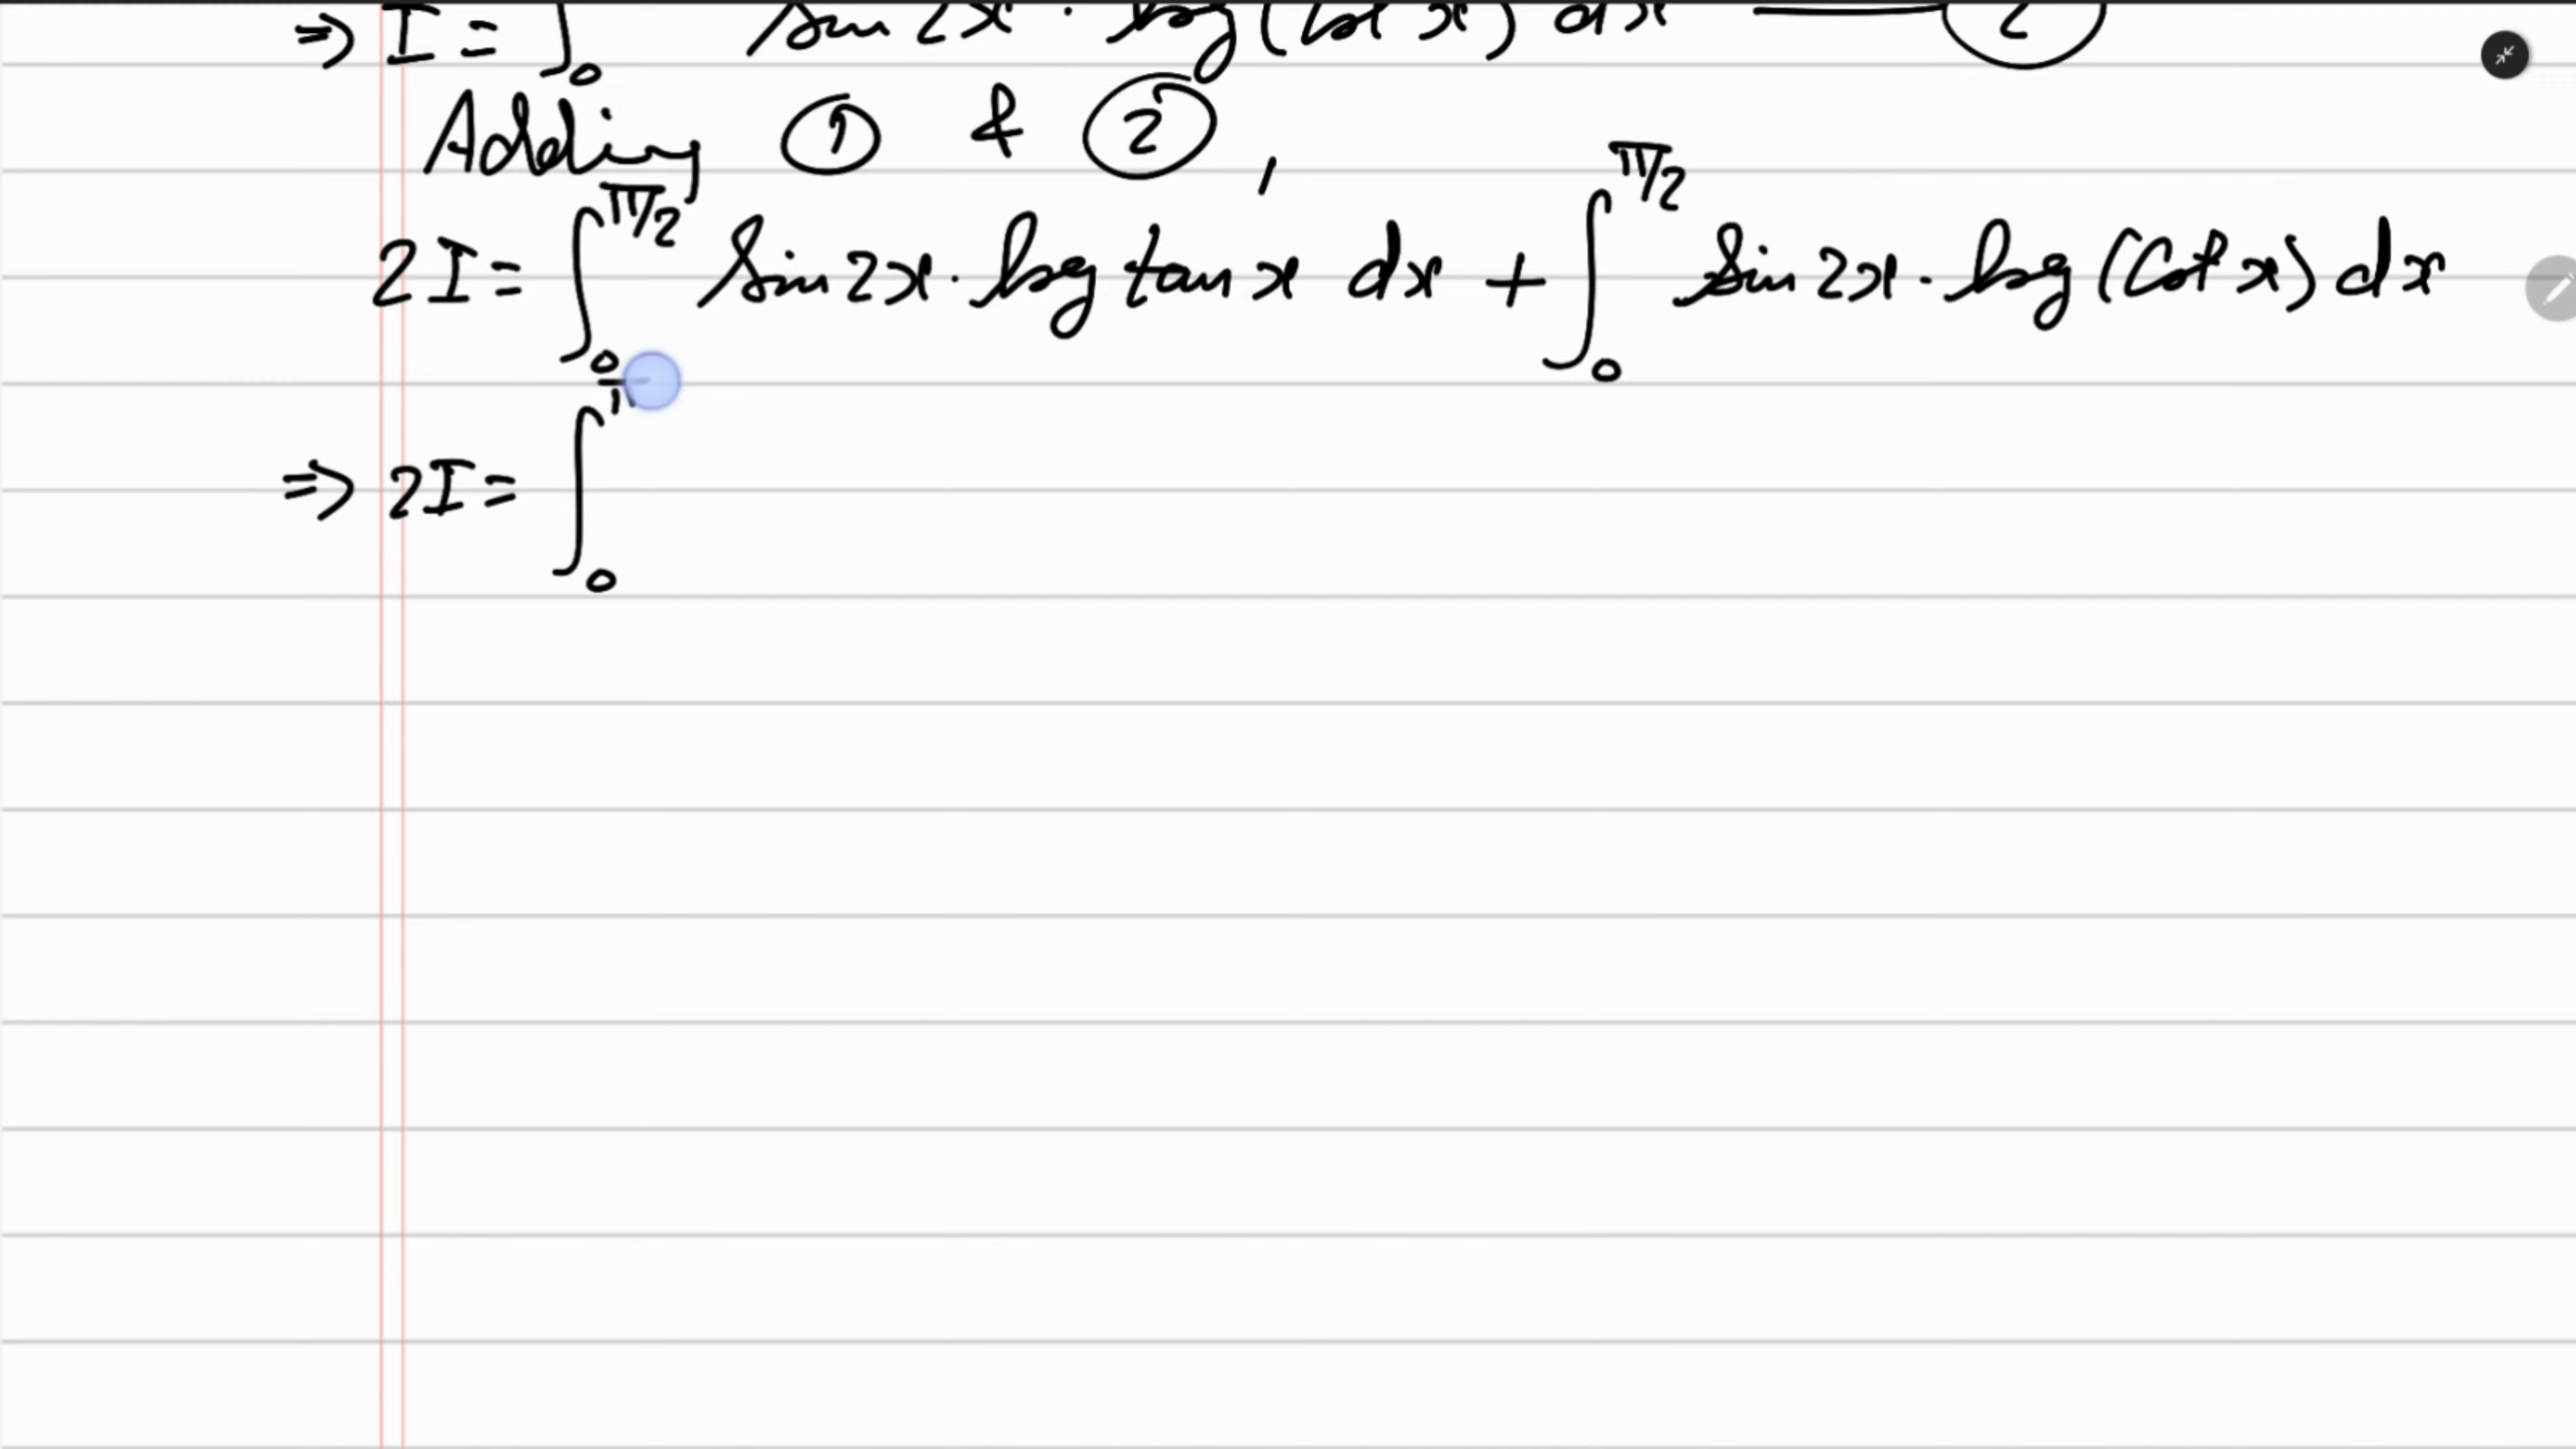 ⇒ I = ∫₀ sin 2x · log (cot x) dx —— ②
Adding ① & ② ,
2I = ∫₀^π/2 sin 2x · log tan x dx + ∫₀^π/2 sin 2x · log (cot x) dx
⇒ 2I = ∫₀^π